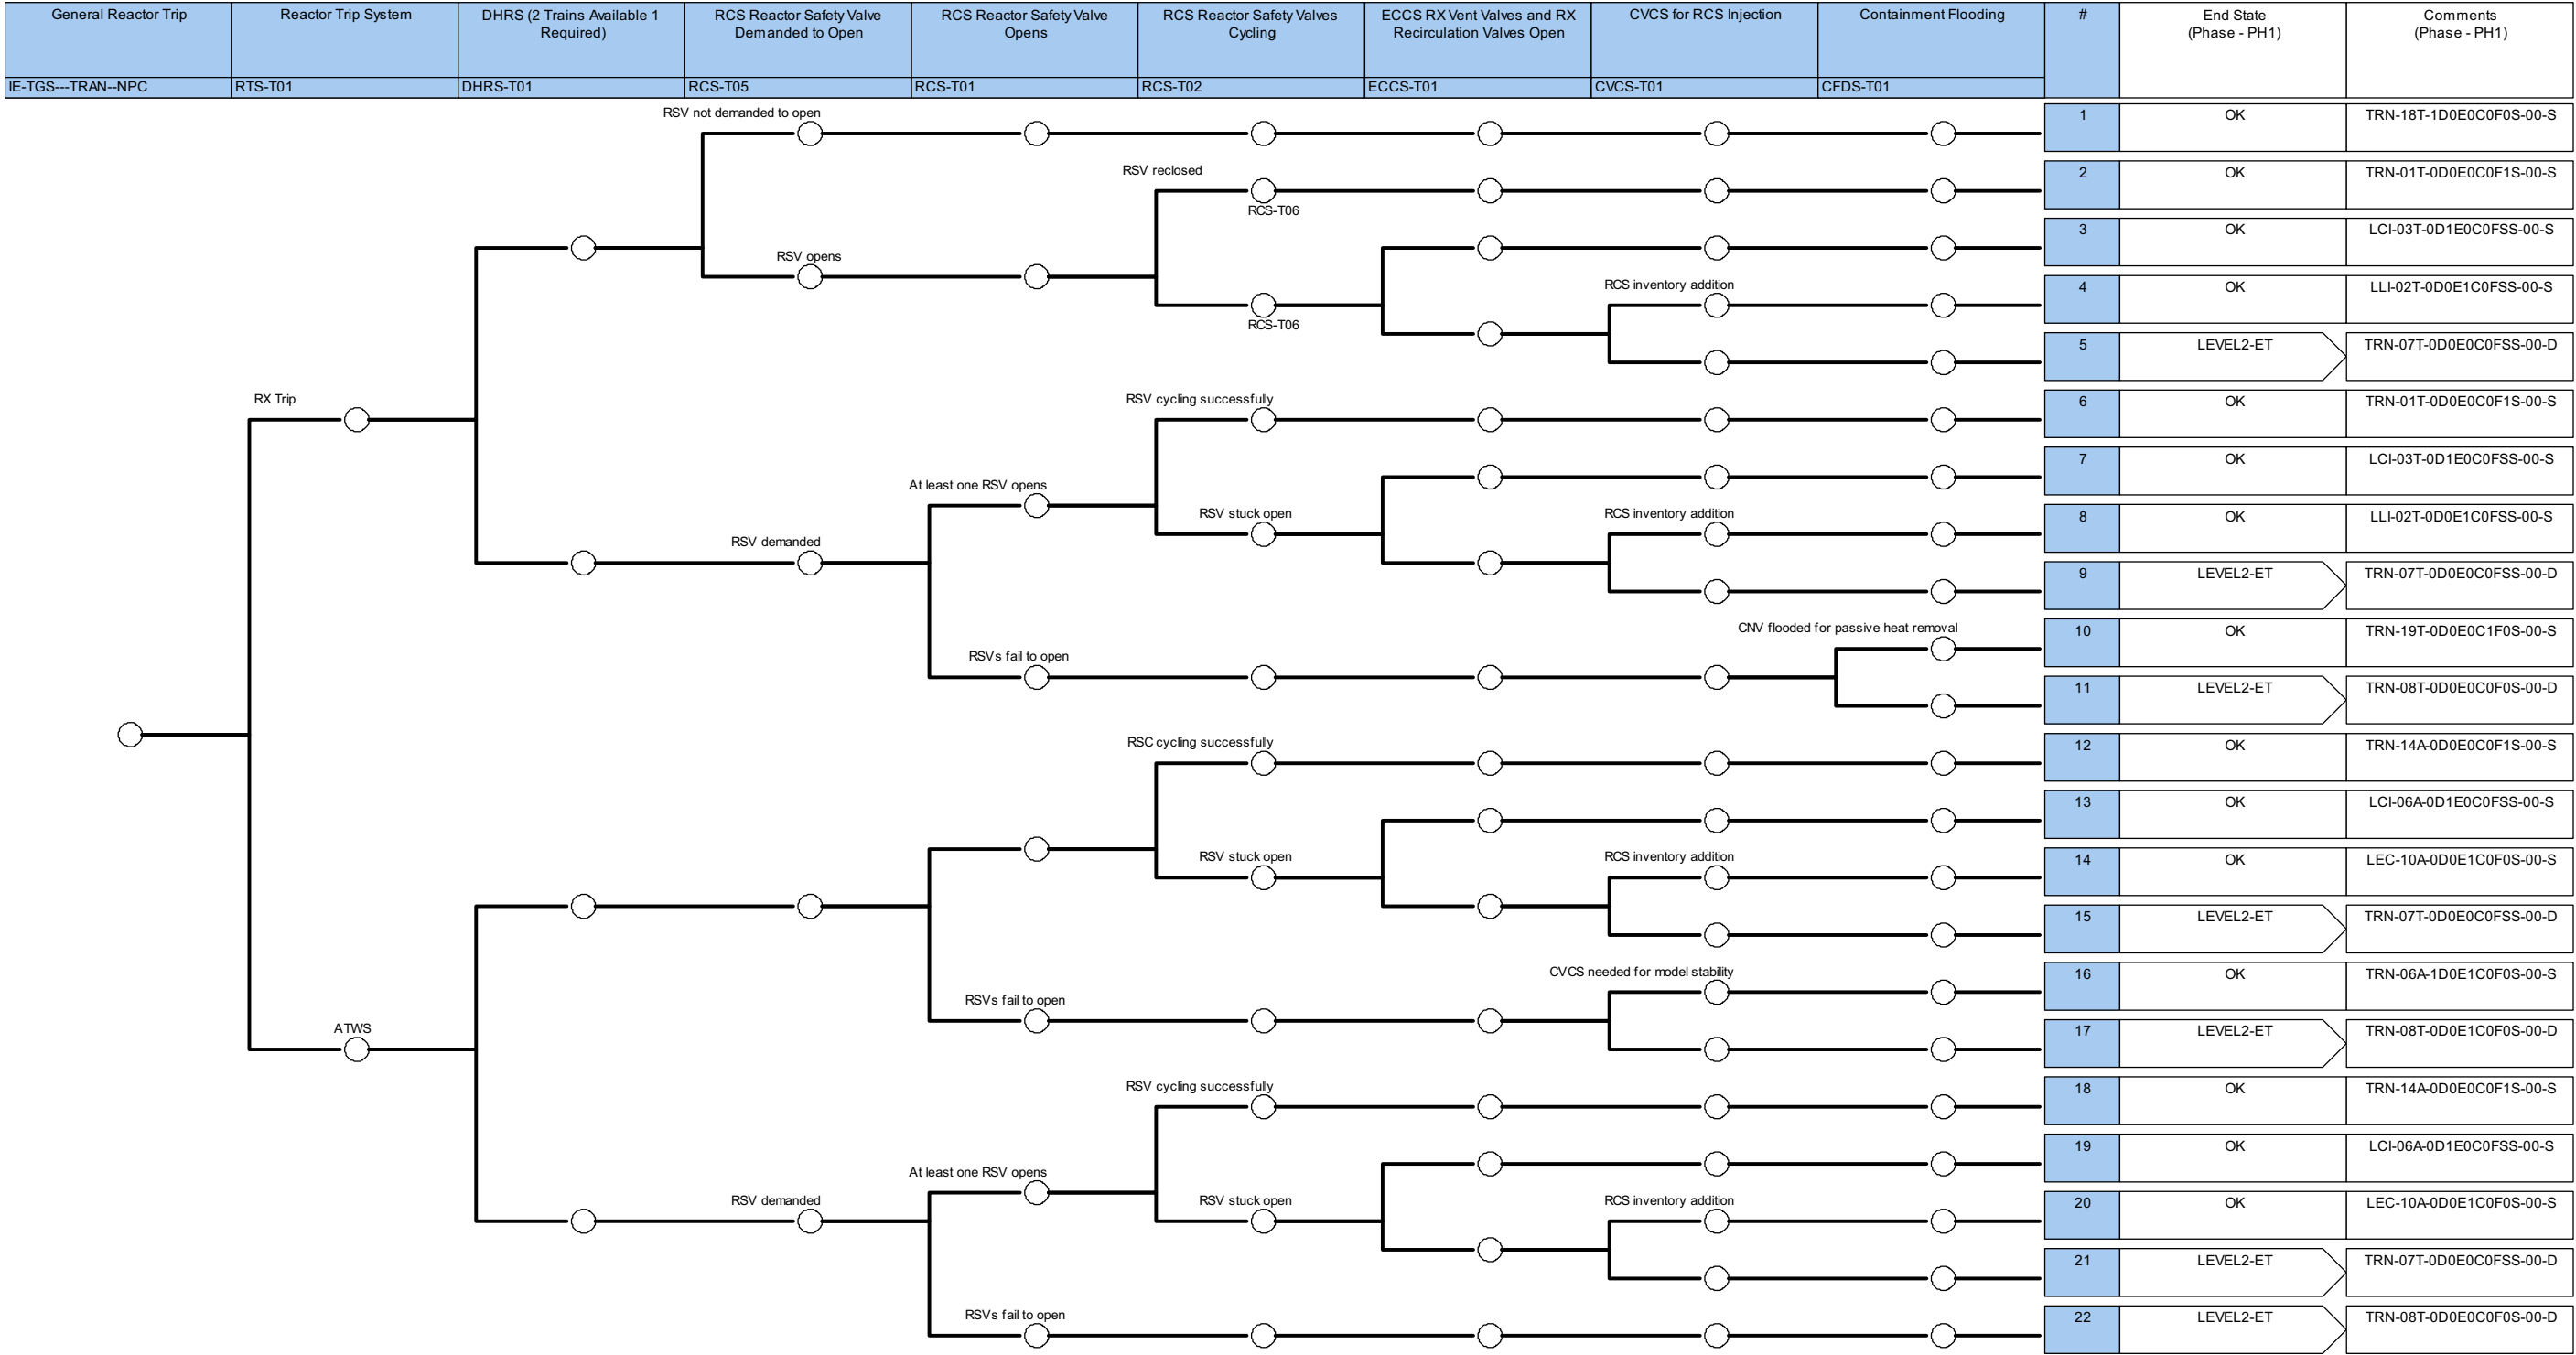 General Reactor Trip
Reactor Trip System
DHRS (2 Trains Available 1
Required)
RCS Reactor Safety Valve
Demanded to Open
RCS Reactor Safety Valve
Opens
RCS Reactor Safety Valves
Cycling
ECCS RX Vent Valves and RX
Recirculation Valves Open
CVCS for RCS Injection
Containment Flooding
#
End State
(Phase - PH1)
Comments
(Phase - PH1)
IE-TGS---TRAN--NPC
RTS-T01
DHRS-T01
RCS-T05
RCS-T01
RCS-T02
ECCS-T01
CVCS-T01
CFDS-T01
RSV not demanded to open
1 OK TRN-18T-1D0E0C0F0S-00-S
RSV reclosed
RCS-T06
2 OK TRN-01T-0D0E0C0F1S-00-S
RSV opens
3 OK LCI-03T-0D1E0C0FSS-00-S
RCS-T06
RCS inventory addition
4 OK LLI-02T-0D0E1C0FSS-00-S
5 LEVEL2-ET TRN-07T-0D0E0C0FSS-00-D
RX Trip
RSV cycling successfully
6 OK TRN-01T-0D0E0C0F1S-00-S
At least one RSV opens
7 OK LCI-03T-0D1E0C0FSS-00-S
RSV stuck open
RCS inventory addition
8 OK LLI-02T-0D0E1C0FSS-00-S
RSV demanded
9 LEVEL2-ET TRN-07T-0D0E0C0FSS-00-D
CNV flooded for passive heat removal
10 OK TRN-19T-0D0E0C1F0S-00-S
RSVs fail to open
11 LEVEL2-ET TRN-08T-0D0E0C0F0S-00-D
RSC cycling successfully
12 OK TRN-14A-0D0E0C0F1S-00-S
13 OK LCI-06A-0D1E0C0FSS-00-S
RSV stuck open
RCS inventory addition
14 OK LEC-10A-0D0E1C0F0S-00-S
15 LEVEL2-ET TRN-07T-0D0E0C0FSS-00-D
CVCS needed for model stability
16 OK TRN-06A-1D0E1C0F0S-00-S
RSVs fail to open
17 LEVEL2-ET TRN-08T-0D0E1C0F0S-00-D
ATWS
RSV cycling successfully
18 OK TRN-14A-0D0E0C0F1S-00-S
At least one RSV opens
19 OK LCI-06A-0D1E0C0FSS-00-S
RSV demanded
RSV stuck open
RCS inventory addition
20 OK LEC-10A-0D0E1C0F0S-00-S
21 LEVEL2-ET TRN-07T-0D0E0C0FSS-00-D
RSVs fail to open
22 LEVEL2-ET TRN-08T-0D0E0C0F0S-00-D